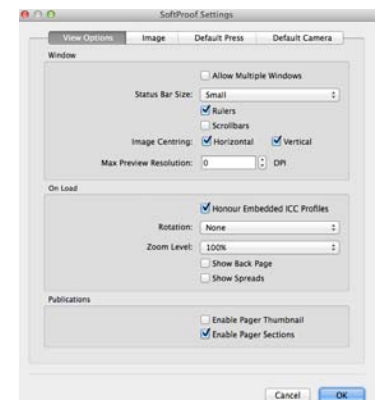 SoftProof Settings
View Options Image Default Press Default Camera
Window
Allow Multiple Windows
Status Bar Size: Small
Rulers
Scrollbars
Image Centring: Horizontal Vertical
Max Preview Resolution: 0 DPI
On Load
Honour Embedded ICC Profiles
Rotation: None
Zoom Level: 100%
Show Back Page
Show Spreads
Publications
Enable Pager Thumbnail
Enable Pager Sections
Cancel OK